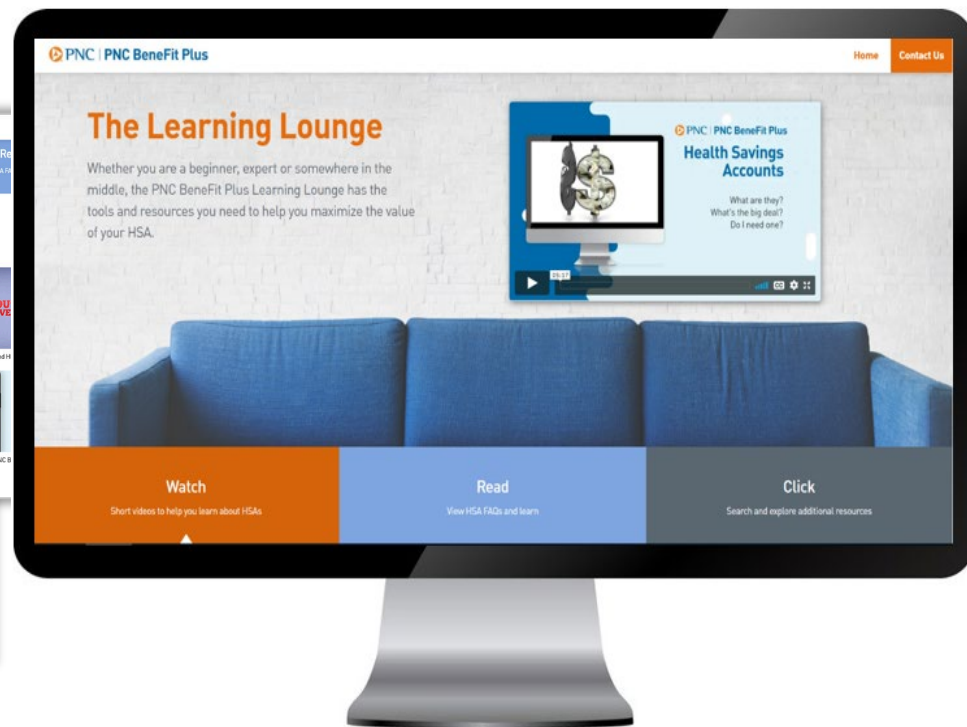 PNC | PNC BeneFit Plus
Home
Contact Us
The Learning Lounge
Whether you are a beginner, expert or somewhere in the
middle, the PNC BeneFit Plus Learning Lounge has the
tools and resources you need to help you maximize the value
of your HSA.
PNC | PNC BeneFit Plus
Health Savings
Accounts
What are they?
What's the big deal?
Do I need one?
05:17
CC
Watch
Short videos to help you learn about HSAs
Read
View HSA FAQs and learn
Click
Search and explore additional resources